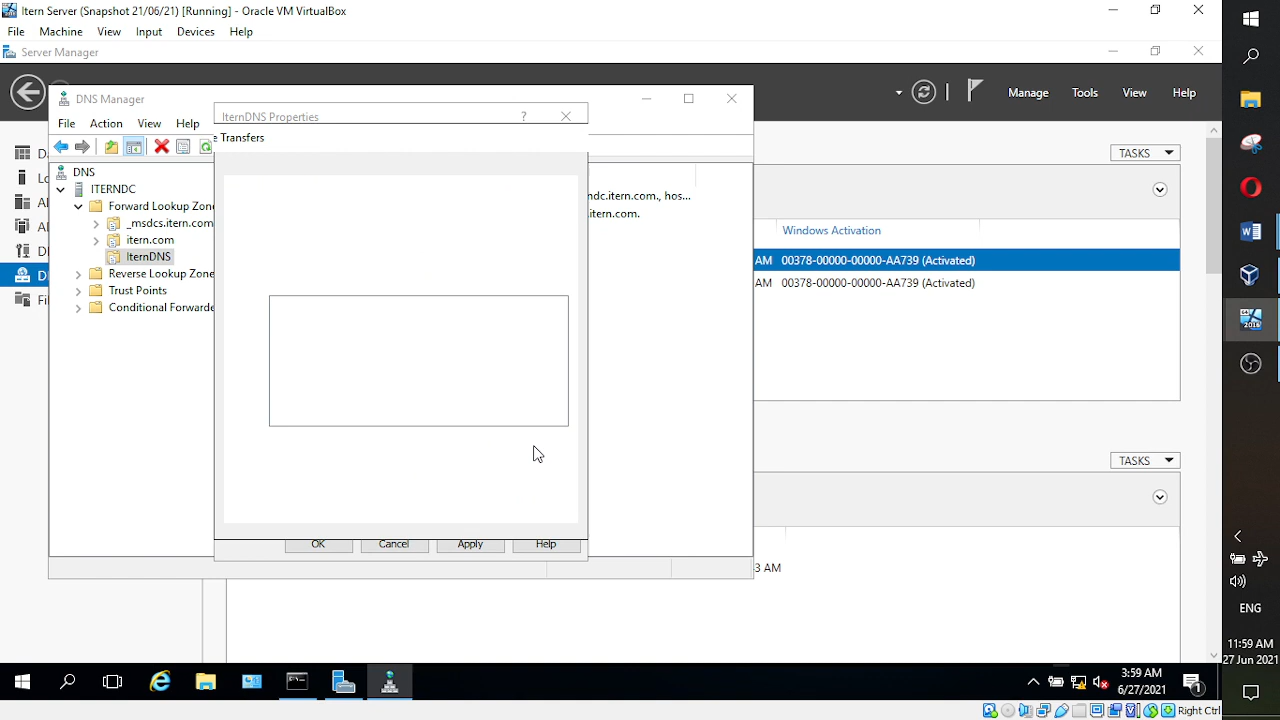 Itern Server (Snapshot 21/06/21) [Running] - Oracle VM VirtualBox
File Machine View Input Devices Help
Server Manager
Manage Tools View Help
DNS Manager
File Action View Help
IternDNS Properties
e Transfers
TASKS
DNS
ITERNDC
Forward Lookup Zone
_msdcs.itern.com
itern.com
IternDNS
Reverse Lookup Zone
Trust Points
Conditional Forwarde
ndc.itern.com., hos...
.itern.com.
Windows Activation
AM 00378-00000-00000-AA739 (Activated)
AM 00378-00000-00000-AA739 (Activated)
TASKS
OK Cancel Apply Help
3 AM
ENG
11:59 AM
27 Jun 2021
3:59 AM
6/27/2021
1
Right Ctrl
2016